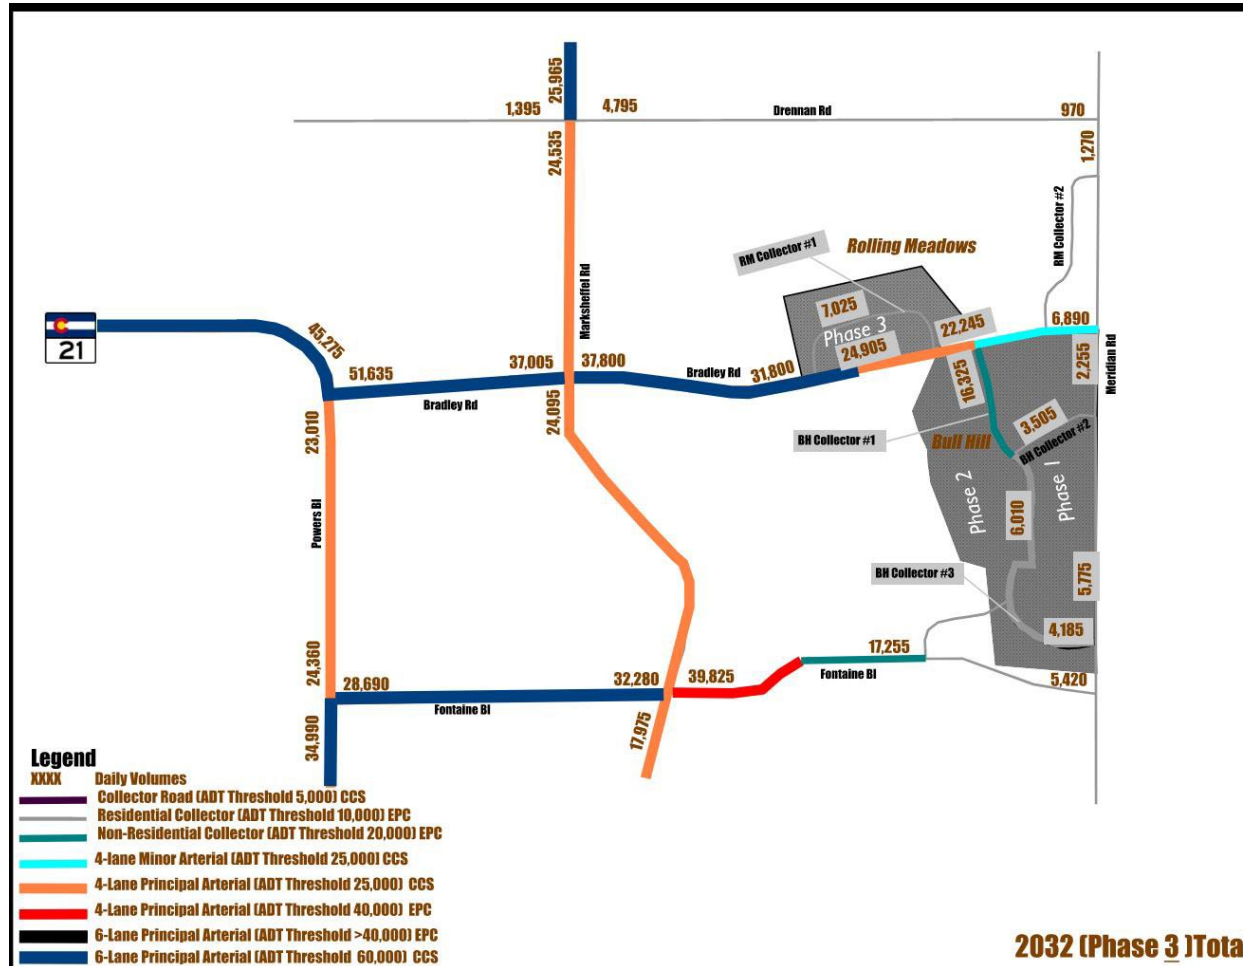 25,965
1,395
4,795
Drennan Rd
970
24,535
1,270
RM Collector #2
RM Collector #1
Rolling Meadows
Marksheffel Rd
7,025
Phase 3
22,245
6,890
21
45,275
51,635
37,005
37,800
Bradley Rd
31,800
24,905
16,325
2,255
Meridian Rd
Bradley Rd
23,010
24,095
BH Collector #1
Bull Hill
3,505
BH Collector #2
Powers Bl
Phase 2
Phase 1
6,010
BH Collector #3
5,775
4,185
17,255
Fontaine Bl
5,420
24,360
28,690
32,280
39,825
Fontaine Bl
34,990
17,975
Legend
XXXX Daily Volumes
Collector Road (ADT Threshold 5,000) CCS
Residential Collector (ADT Threshold 10,000) EPC
Non-Residential Collector (ADT Threshold 20,000) EPC
4-lane Minor Arterial (ADT Threshold 25,000) CCS
4-Lane Principal Arterial (ADT Threshold 25,000) CCS
4-Lane Principal Arterial (ADT Threshold 40,000) EPC
6-Lane Principal Arterial (ADT Threshold >40,000) EPC
6-Lane Principal Arterial (ADT Threshold 60,000) CCS
2032 (Phase 3 )Tota